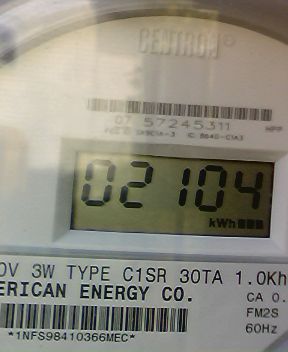 CENTRON®
07 57245311
02104
kWh
0V 3W TYPE C1SR 30TA 1.0Kh
ERICAN ENERGY CO.
CA 0.
FM2S
60Hz
*1NFS98410366MEC*